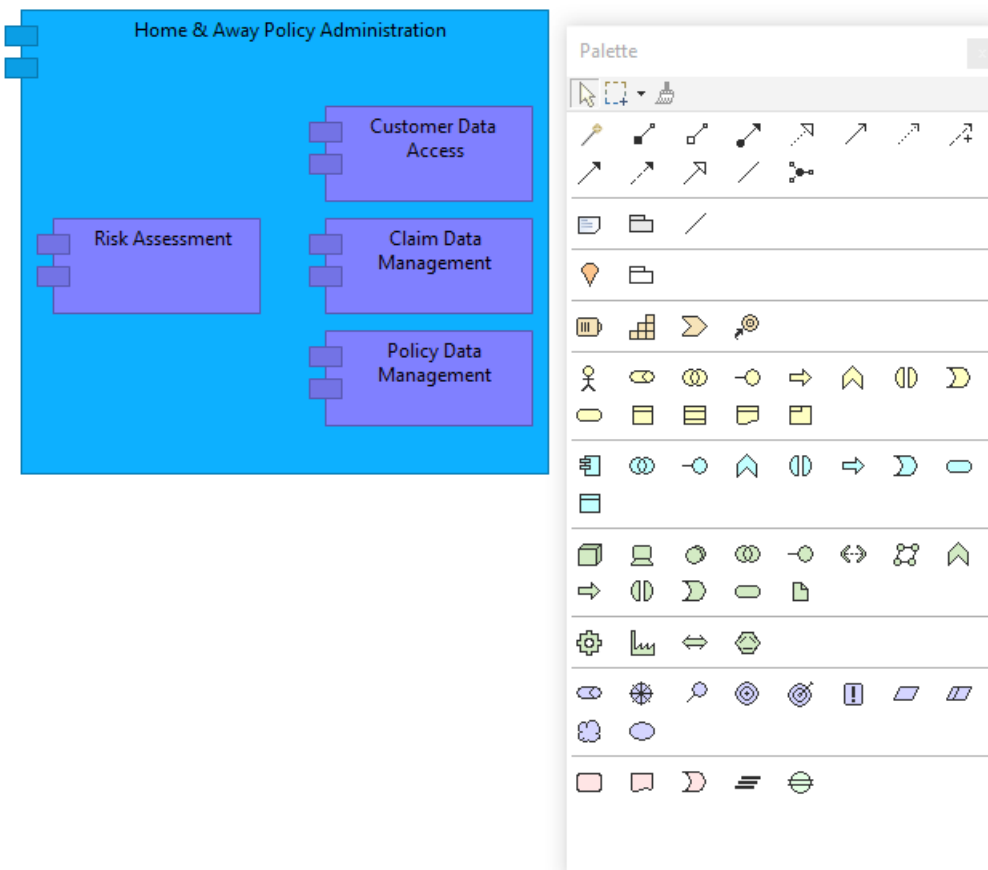 Home & Away Policy Administration
Palette
Customer Data
Access
Risk Assessment
Claim Data
Management
Policy Data
Management